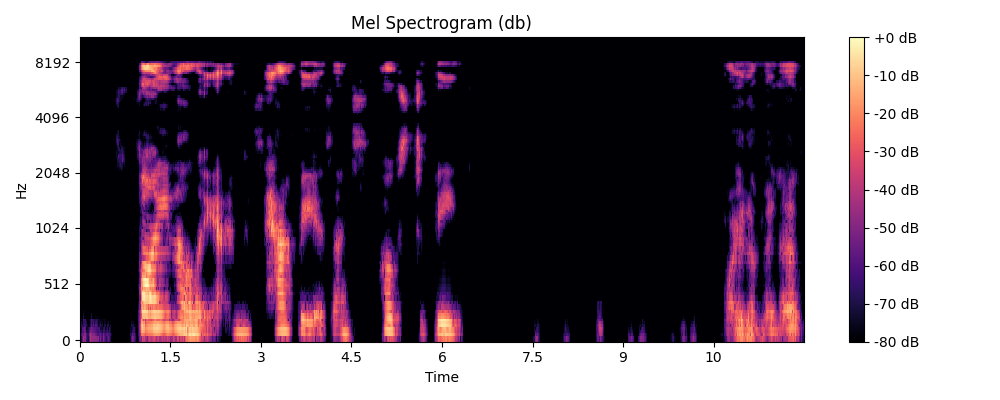 Mel Spectrogram (db)
Hz
8192
4096
2048
1024
512
0
0 1.5 3 4.5 6 7.5 9 10
Time
+0 dB
-10 dB
-20 dB
-30 dB
-40 dB
-50 dB
-60 dB
-70 dB
-80 dB